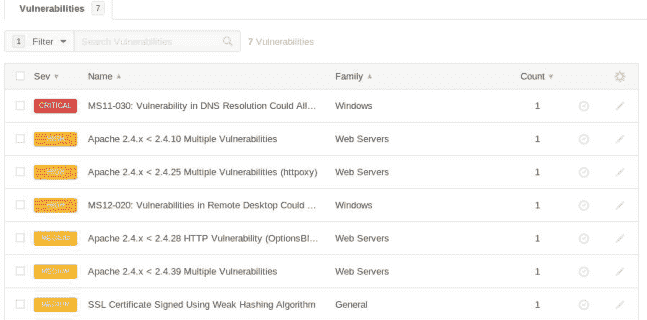 Vulnerabilities 7
1 Filter Search Vulnerabilities 7 Vulnerabilities
Sev Name Family Count
CRITICAL MS11-030: Vulnerability in DNS Resolution Could All... Windows 1
Apache 2.4.x < 2.4.10 Multiple Vulnerabilities Web Servers 1
Apache 2.4.x < 2.4.25 Multiple Vulnerabilities (httpoxy) Web Servers 1
MS12-020: Vulnerabilities in Remote Desktop Could ... Windows 1
Apache 2.4.x < 2.4.28 HTTP Vulnerability (OptionsBl... Web Servers 1
MEDIUM Apache 2.4.x < 2.4.39 Multiple Vulnerabilities Web Servers 1
SSL Certificate Signed Using Weak Hashing Algorithm General 1